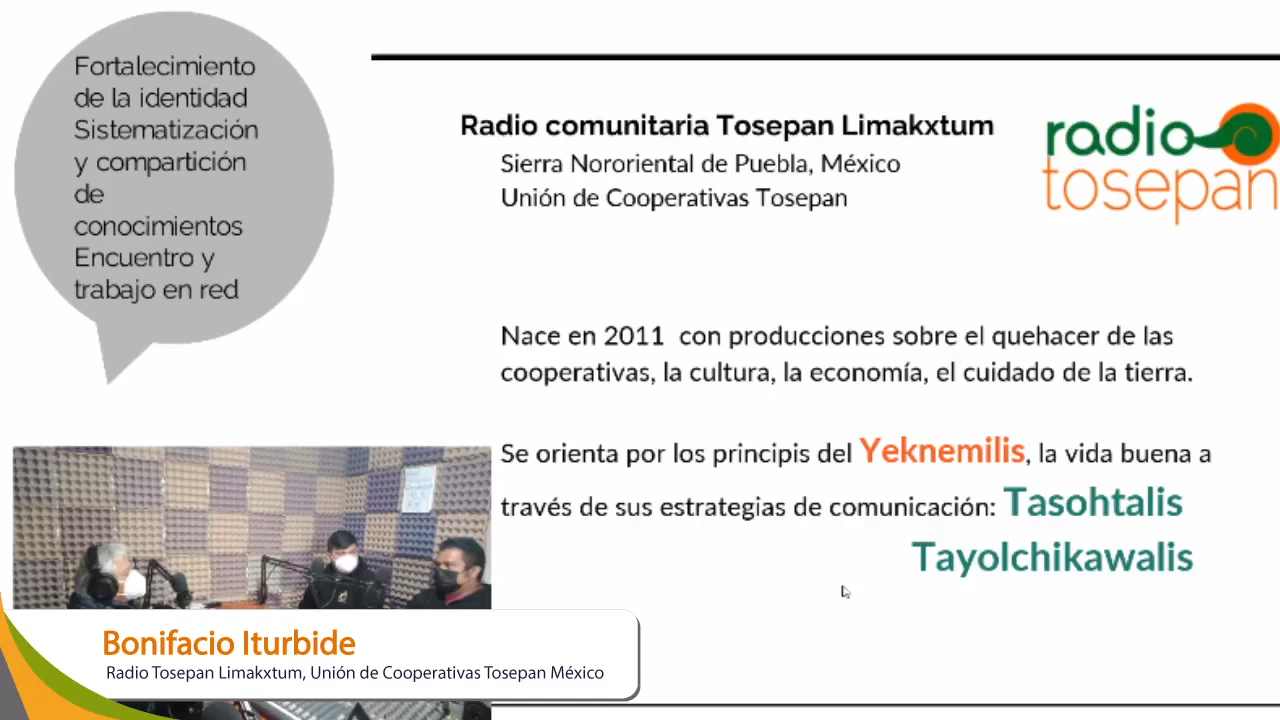 Fortalecimiento
de la identidad
Sistematización
y compartición
de
conocimientos
Encuentro y
trabajo en red
Radio comunitaria Tosepan Limakxtum
Sierra Nororiental de Puebla, México
Unión de Cooperativas Tosepan
radio
tosepan
Nace en 2011 con producciones sobre el quehacer de las
cooperativas, la cultura, la economía, el cuidado de la tierra.
Se orienta por los principis del Yeknemilis, la vida buena a
través de sus estrategias de comunicación: Tasohtalis
Tayolchikawalis
Bonifacio Iturbide
Radio Tosepan Limakxtum, Unión de Cooperativas Tosepan México